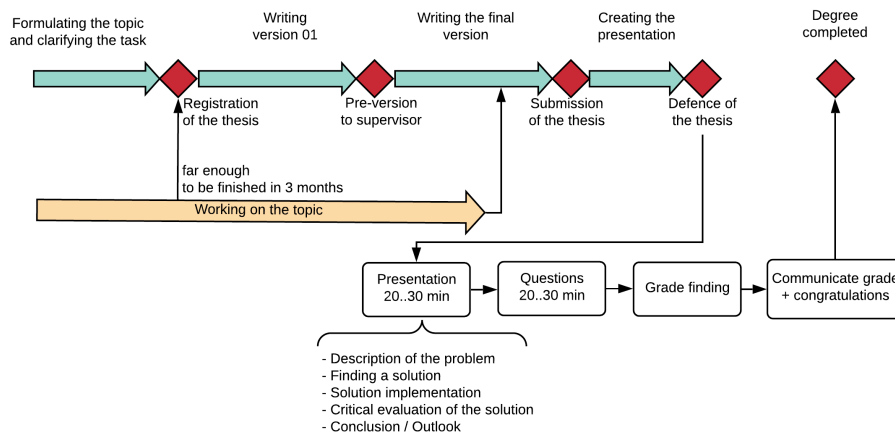 Formulating the topic
and clarifying the task
Writing
version 01
Writing the final
version
Creating the
presentation
Degree
completed
Registration
of the thesis
Pre-version
to supervisor
Submission
of the thesis
Defence of
the thesis
far enough
to be finished in 3 months
Working on the topic
Presentation
20..30 min
Questions
20..30 min
Grade finding
Communicate grade
+ congratulations
- Description of the problem
- Finding a solution
- Solution implementation
- Critical evaluation of the solution
- Conclusion / Outlook